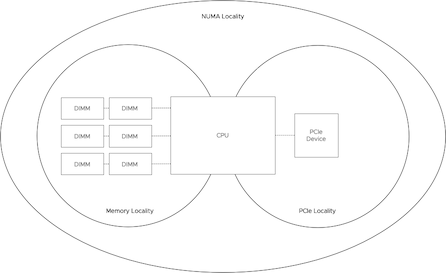 NUMA Locality
DIMM DIMM
DIMM DIMM
DIMM DIMM
CPU
PCIe
Device
Memory Locality
PCIe Locality